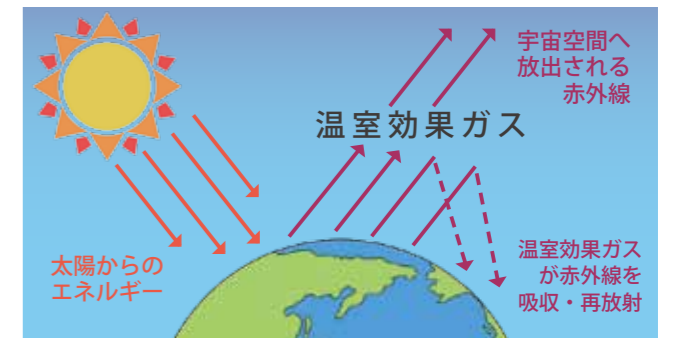 宇宙空間へ
放出される
赤外線
温室効果ガス
太陽からの
エネルギー
温室効果ガス
が赤外線を
吸収・再放射